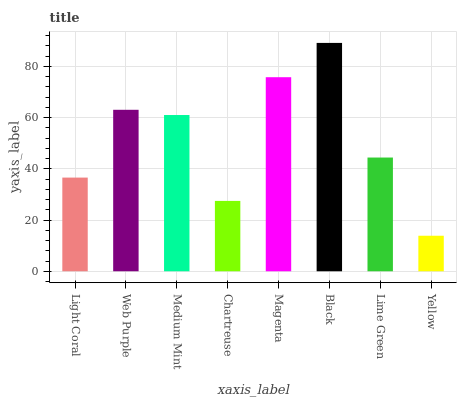 title
yaxis_label
80
60
40
20
0
Light Coral
Web Purple
Medium Mint
Chartreuse
Magenta
Black
Lime Green
Yellow
xaxis_label